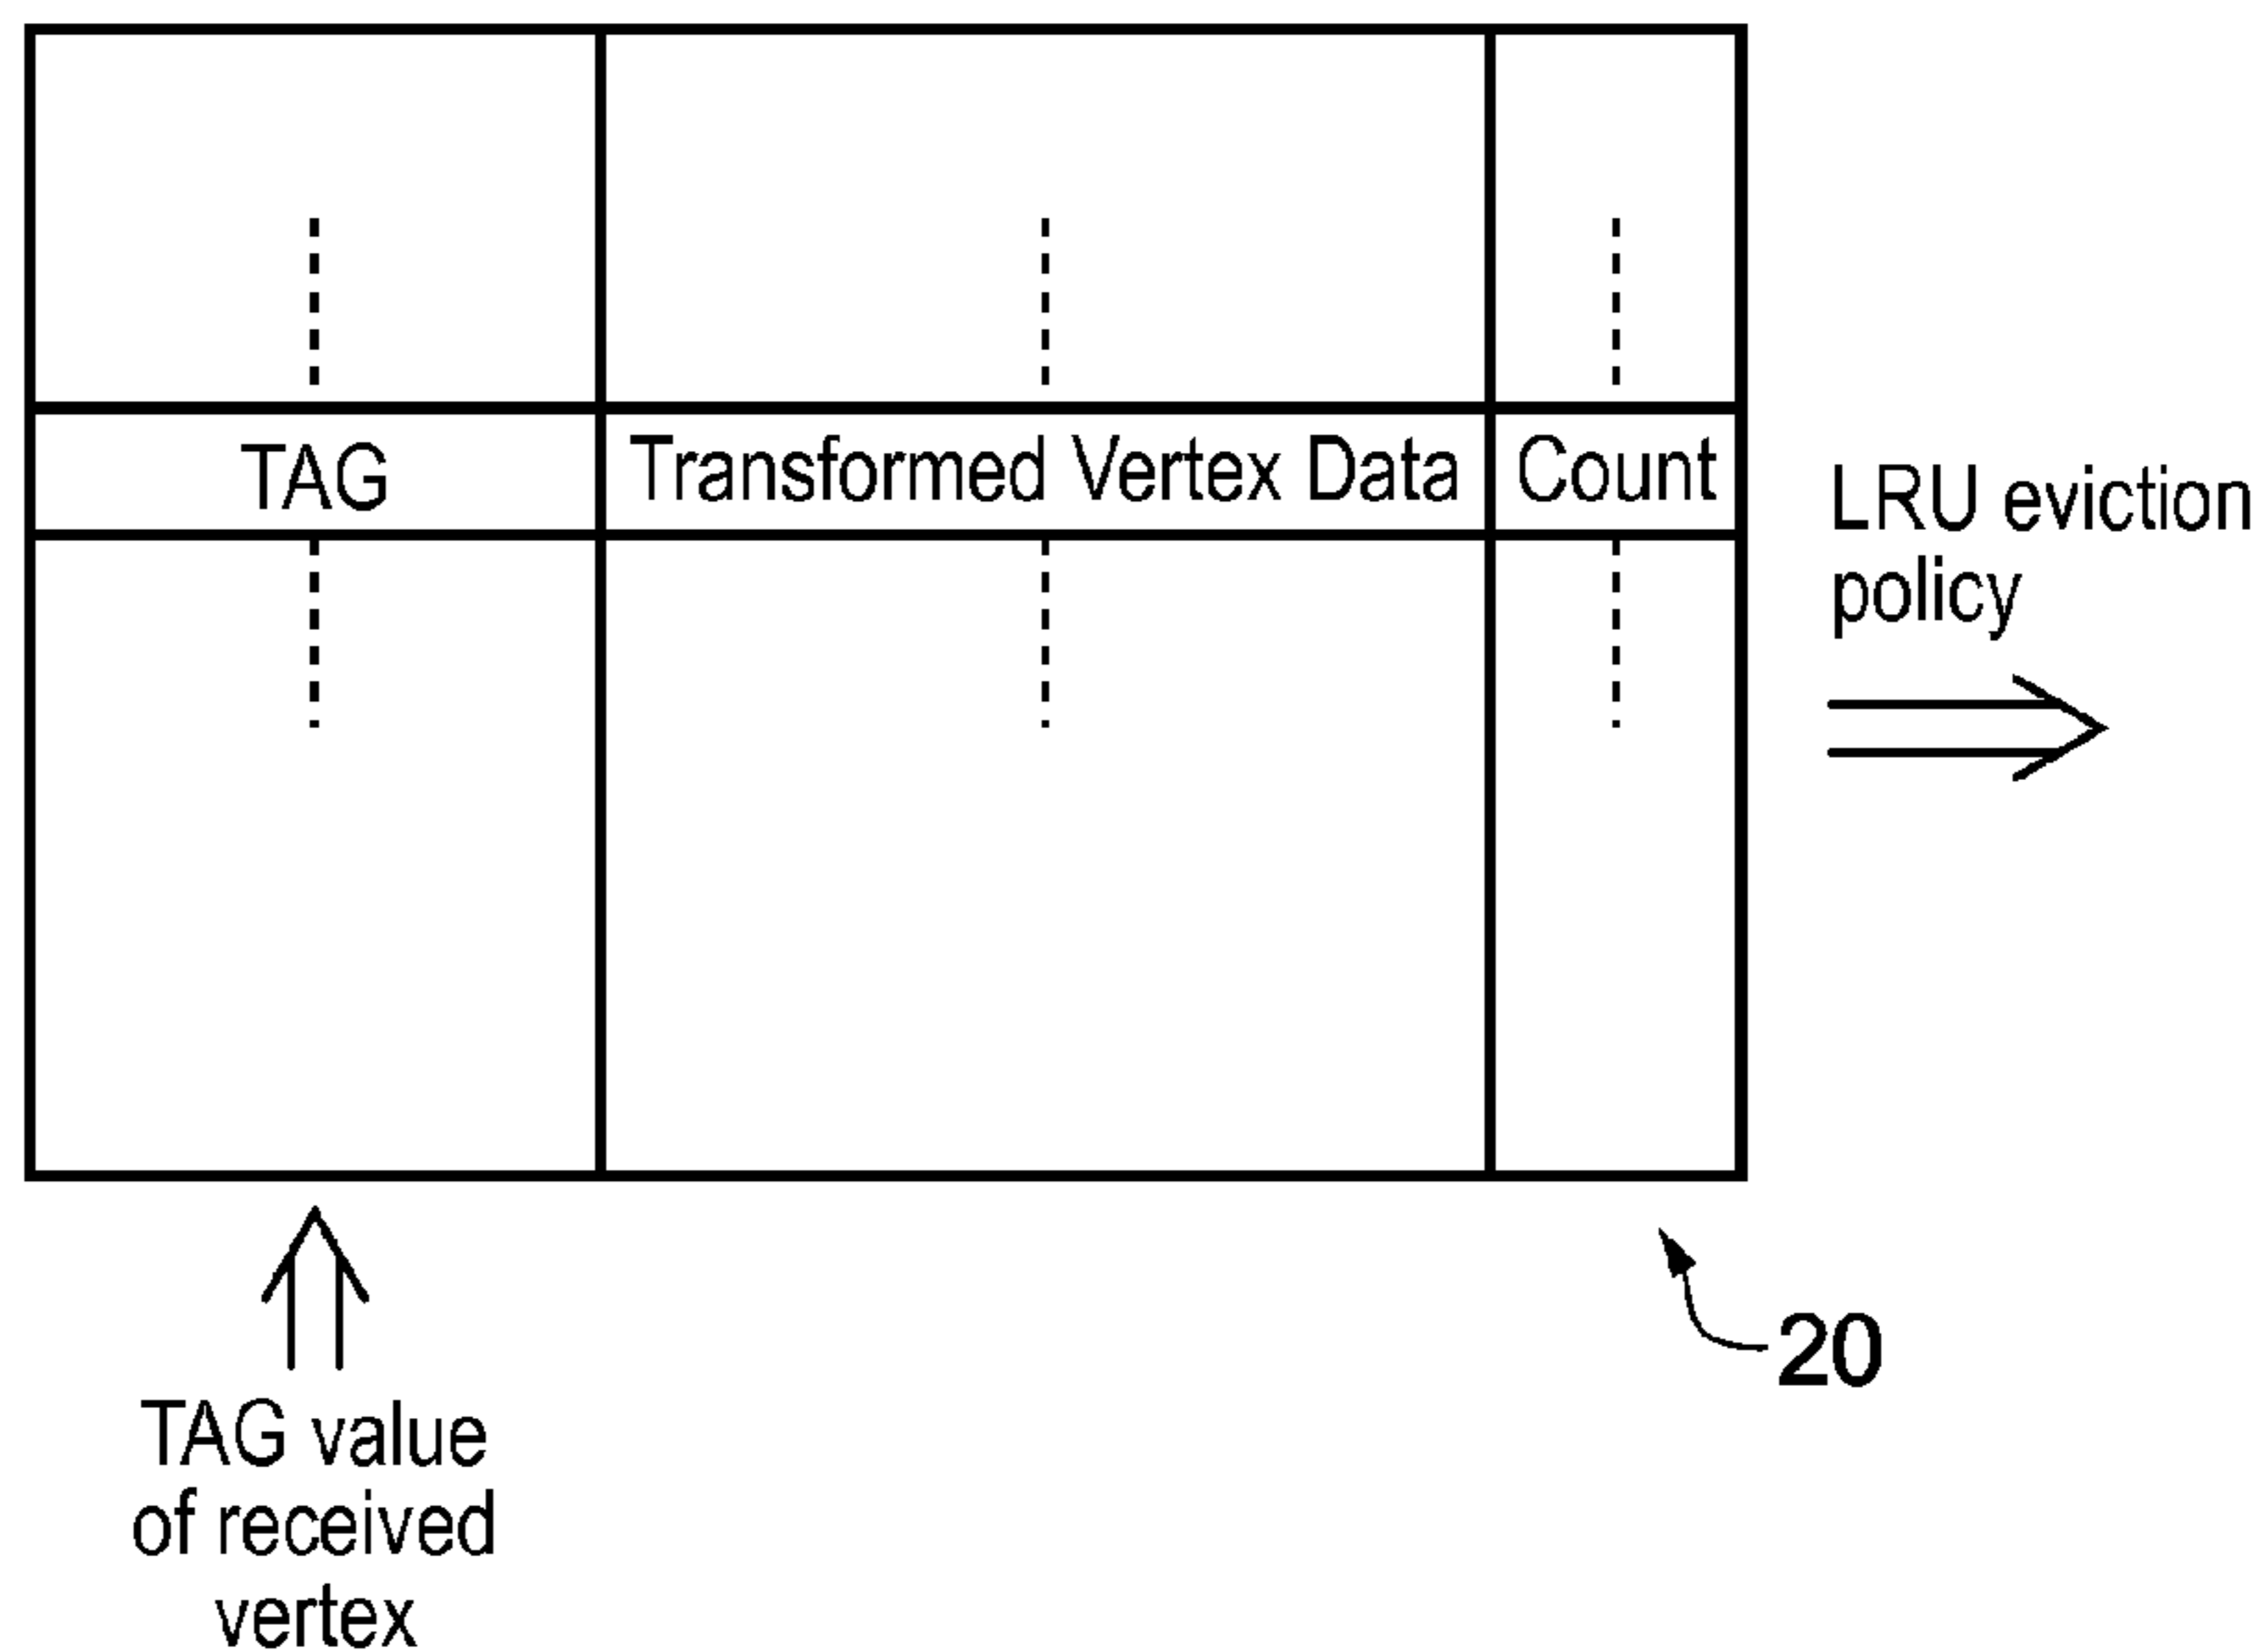 TAG
Transformed Vertex Data
Count
LRU eviction
policy
20
TAG value
of received
vertex